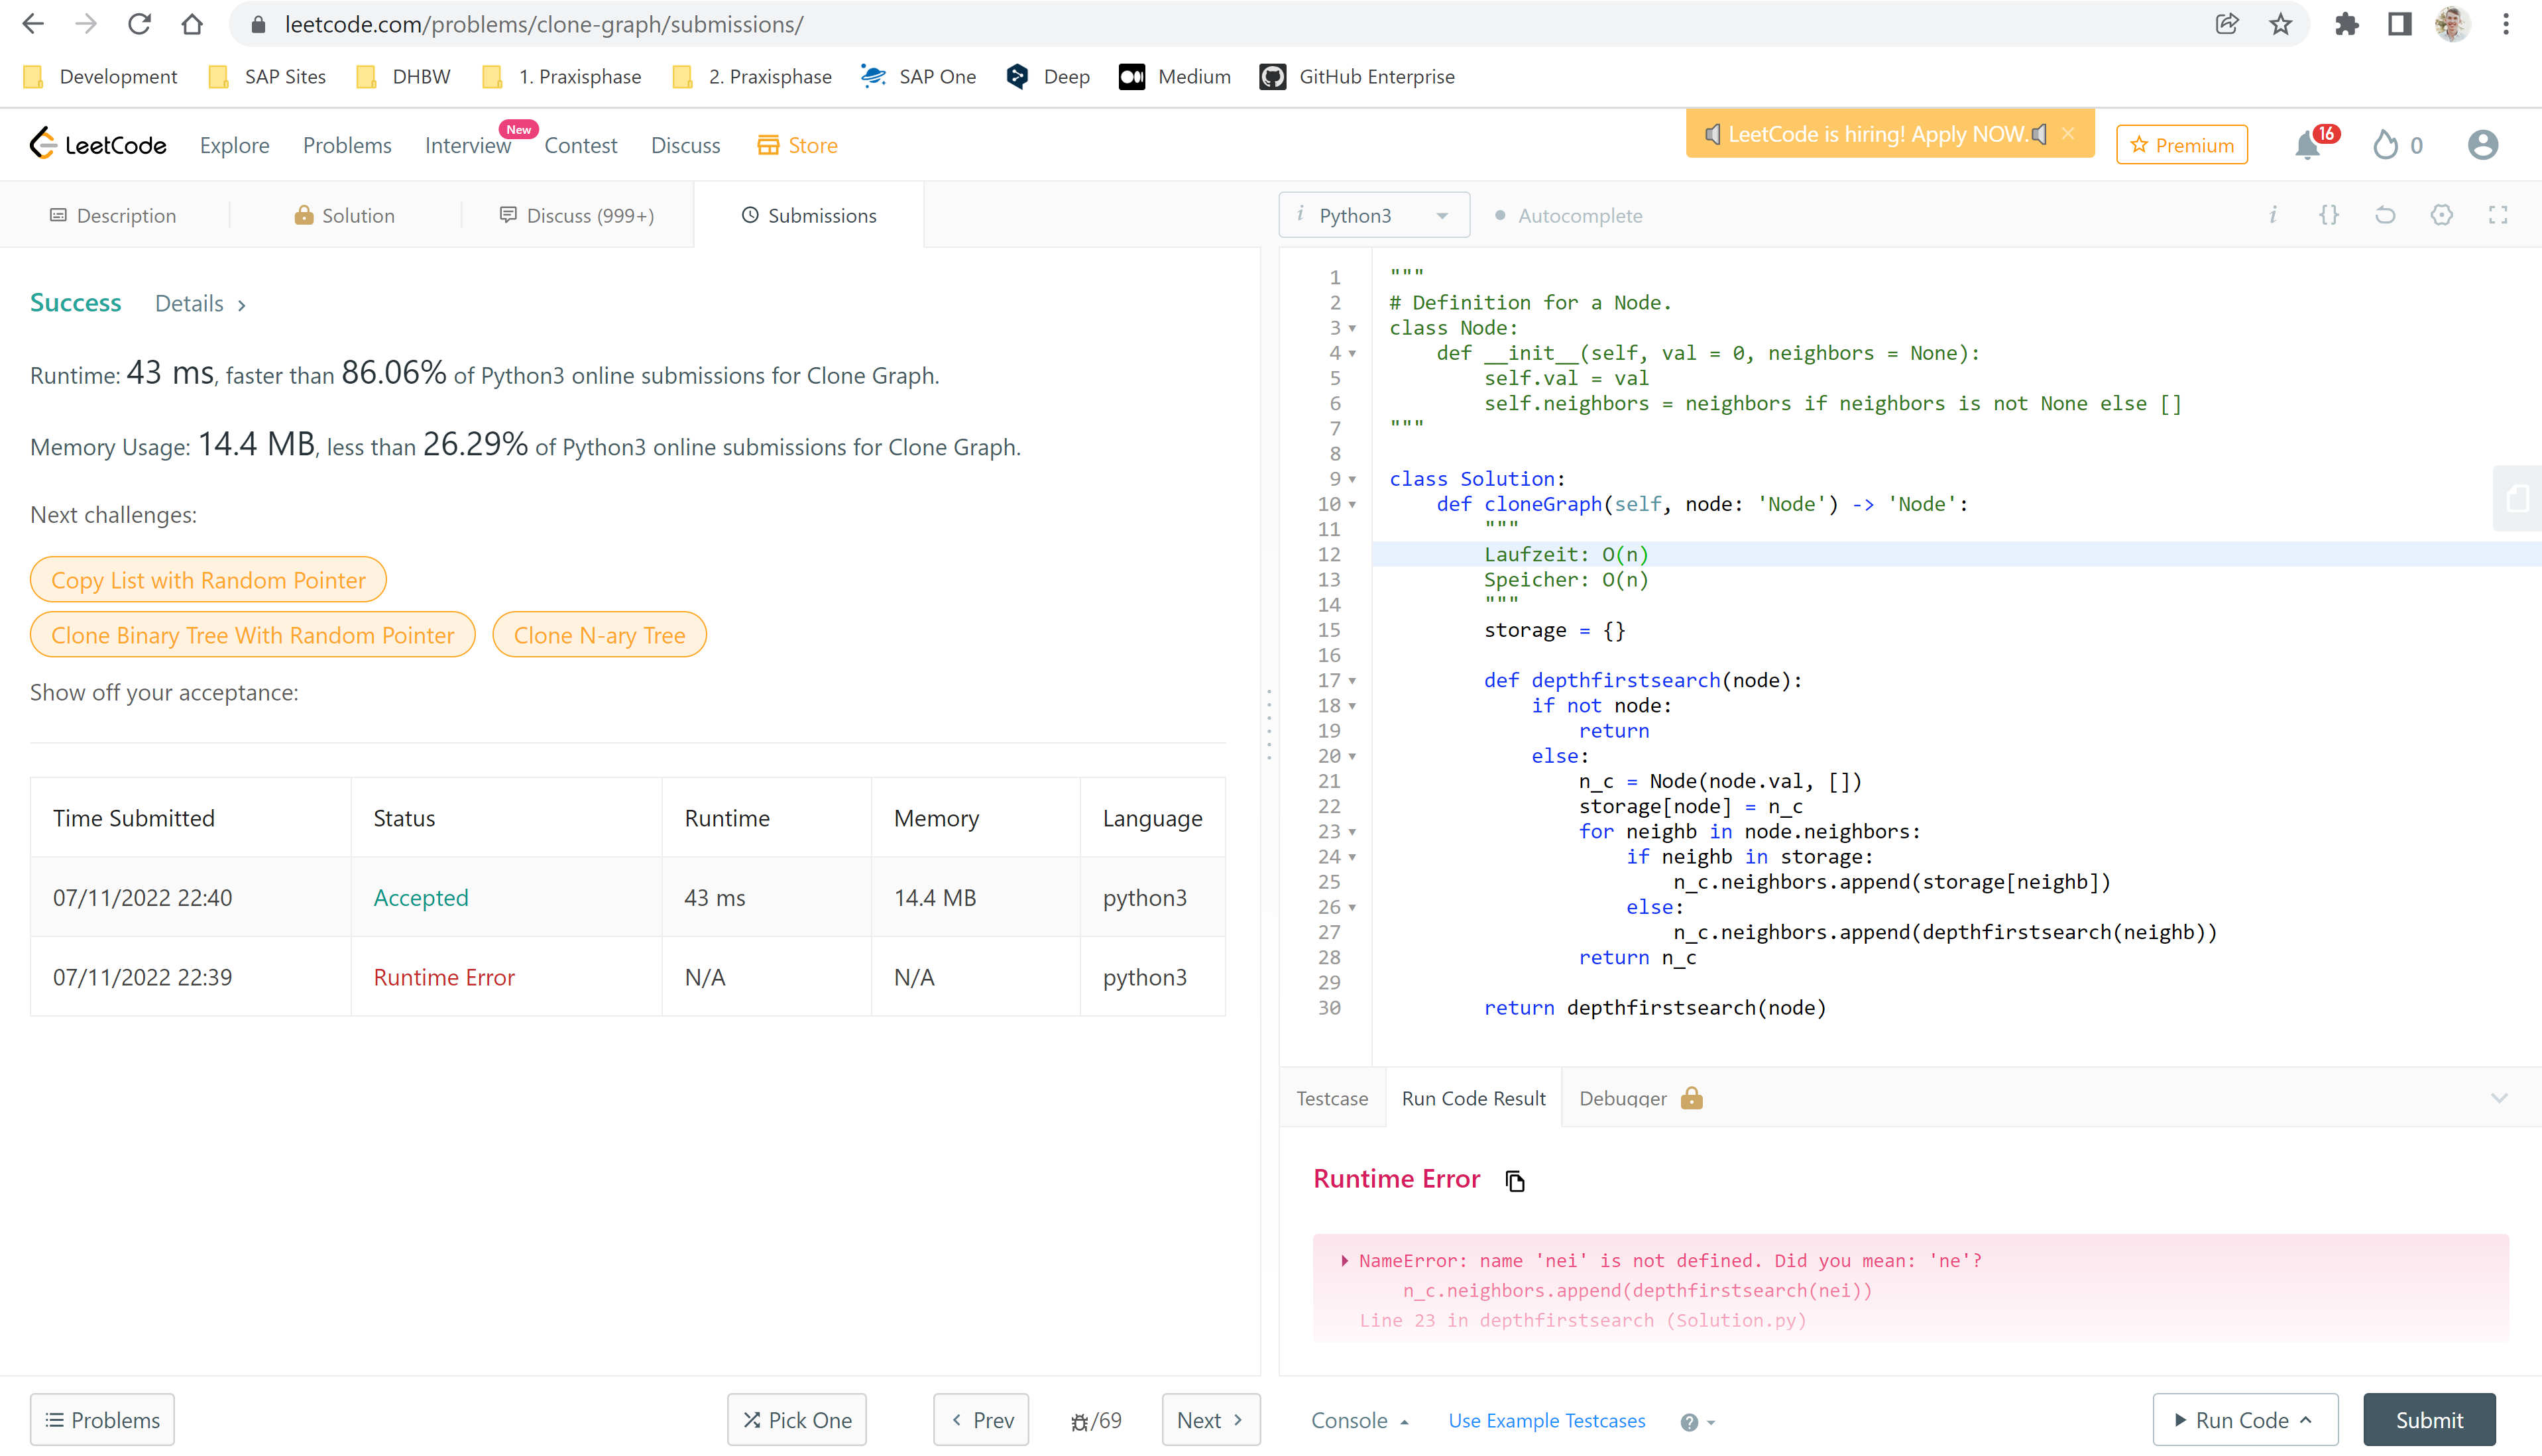 leetcode.com/problems/clone-graph/submissions/
Development SAP Sites DHBW 1. Praxisphase 2. Praxisphase SAP One Deep Medium GitHub Enterprise
LeetCode Explore Problems Interview New Contest Discuss Store LeetCode is hiring! Apply NOW. Premium 16 0
Description Solution Discuss (999+) Submissions
i Python3 Autocomplete i {}
Success Details >
Runtime: 43 ms, faster than 86.06% of Python3 online submissions for Clone Graph.
Memory Usage: 14.4 MB, less than 26.29% of Python3 online submissions for Clone Graph.
Next challenges:
Copy List with Random Pointer
Clone Binary Tree With Random Pointer Clone N-ary Tree
Show off your acceptance:
Time Submitted Status Runtime Memory Language
07/11/2022 22:40 Accepted 43 ms 14.4 MB python3
07/11/2022 22:39 Runtime Error N/A N/A python3
1 """
2 # Definition for a Node.
3 class Node:
4 def __init__(self, val = 0, neighbors = None):
5 self.val = val
6 self.neighbors = neighbors if neighbors is not None else []
7 """
8
9 class Solution:
10 def cloneGraph(self, node: 'Node') -> 'Node':
11 """
12 Laufzeit: O(n)
13 Speicher: O(n)
14 """
15 storage = {}
16
17 def depthfirstsearch(node):
18 if not node:
19 return
20 else:
21 n_c = Node(node.val, [])
22 storage[node] = n_c
23 for neighb in node.neighbors:
24 if neighb in storage:
25 n_c.neighbors.append(storage[neighb])
26 else:
27 n_c.neighbors.append(depthfirstsearch(neighb))
28 return n_c
29
30 return depthfirstsearch(node)
Testcase Run Code Result Debugger
Runtime Error
NameError: name 'nei' is not defined. Did you mean: 'ne'?
n_c.neighbors.append(depthfirstsearch(nei))
Line 23 in depthfirstsearch (Solution.py)
Problems Pick One < Prev /69 Next > Console Use Example Testcases ? Run Code Submit